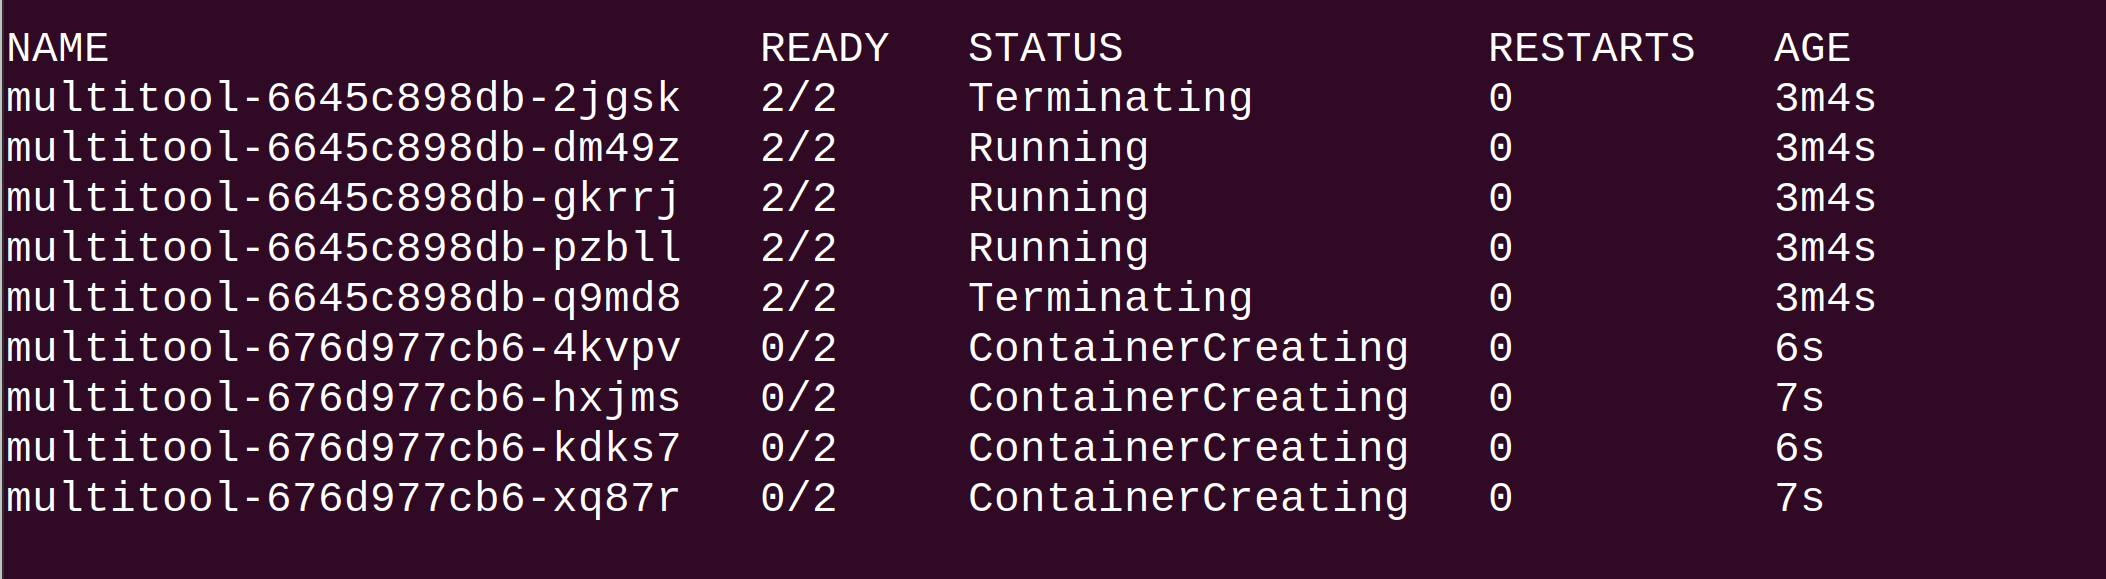 NAME READY STATUS RESTARTS AGE
multitool-6645c898db-2jgsk 2/2 Terminating 0 3m4s
multitool-6645c898db-dm49z 2/2 Running 0 3m4s
multitool-6645c898db-gkrrj 2/2 Running 0 3m4s
multitool-6645c898db-pzbll 2/2 Running 0 3m4s
multitool-6645c898db-q9md8 2/2 Terminating 0 3m4s
multitool-676d977cb6-4kvpv 0/2 ContainerCreating 0 6s
multitool-676d977cb6-hxjms 0/2 ContainerCreating 0 7s
multitool-676d977cb6-kdks7 0/2 ContainerCreating 0 6s
multitool-676d977cb6-xq87r 0/2 ContainerCreating 0 7s